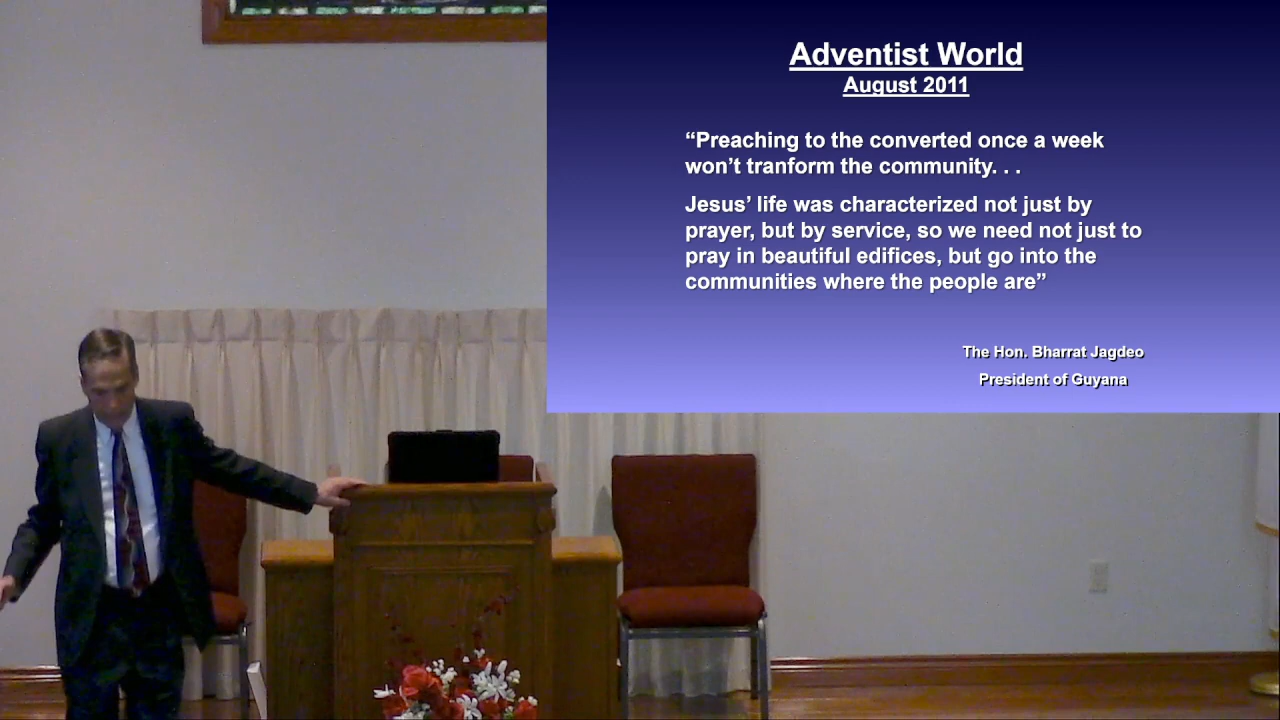 Adventist World
August 2011
“Preaching to the converted once a week
won’t tranform the community. . .
Jesus’ life was characterized not just by
prayer, but by service, so we need not just to
pray in beautiful edifices, but go into the
communities where the people are”
The Hon. Bharrat Jagdeo
President of Guyana